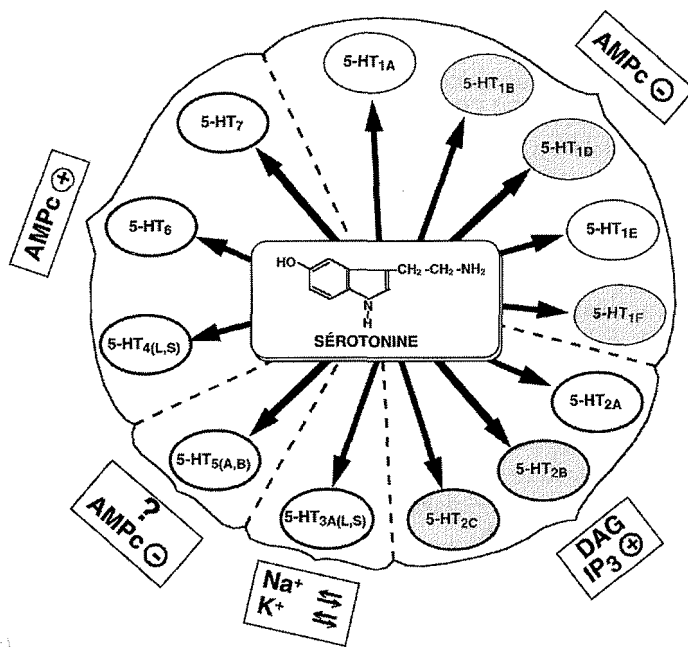 5-HT1A
5-HT1B
AMPc ⊖
5-HT1D
5-HT1E
5-HT1F
5-HT2A
5-HT2B
DAG
IP3 ⊕
5-HT2C
5-HT3A(L,S)
Na+
K+
5-HT5(A,B)
?
AMPc ⊖
5-HT4(L,S)
5-HT6
AMPc ⊕
5-HT7
HO
CH2 -CH2-NH2
N
H
SÉROTONINE